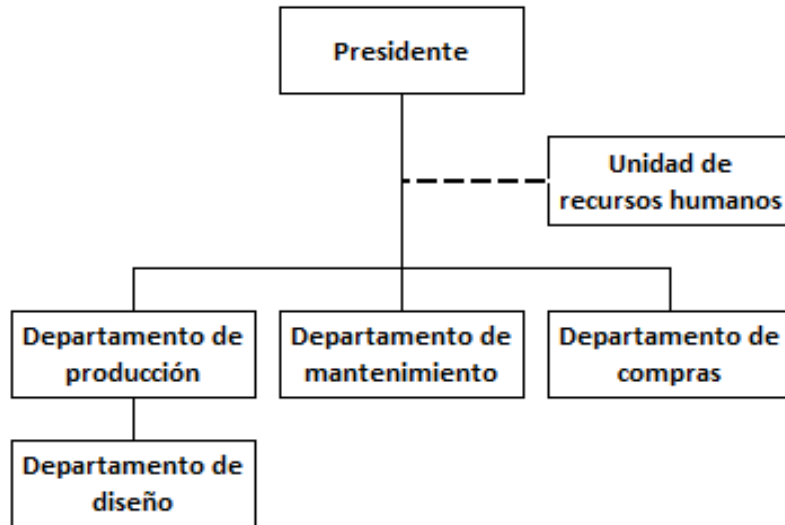 Presidente
Unidad de
recursos humanos
Departamento de
producción
Departamento de
mantenimiento
Departamento de
compras
Departamento de
diseño